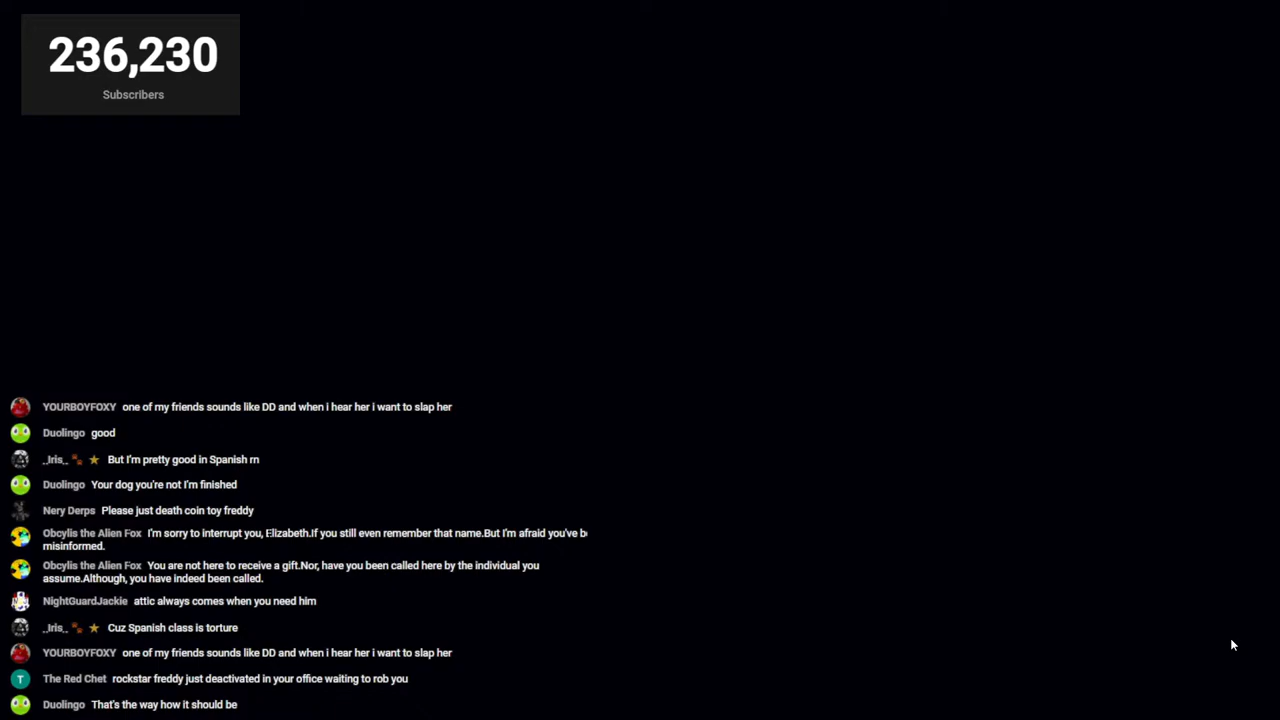 236,230
Subscribers
YOURBOYFOXY one of my friends sounds like DD and when i hear her i want to slap her
Duolingo good
_.Iris._ But I'm pretty good in Spanish rn
Duolingo Your dog you're not I'm finished
Nery Derps Please just death coin toy freddy
Obcylis the Alien Fox I'm sorry to interrupt you, Elizabeth.If you still even remember that name.But I'm afraid you've be
misinformed.
Obcylis the Alien Fox You are not here to receive a gift.Nor, have you been called here by the individual you
assume.Although, you have indeed been called.
NightGuardJackie attic always comes when you need him
_.Iris._ Cuz Spanish class is torture
YOURBOYFOXY one of my friends sounds like DD and when i hear her i want to slap her
T The Red Chet rockstar freddy just deactivated in your office waiting to rob you
Duolingo That's the way how it should be